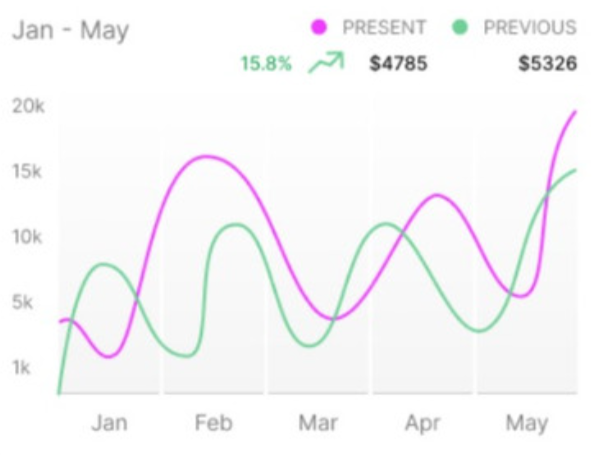 Jan - May
PRESENT PREVIOUS
15.8% $4785 $5326
20k
15k
10k
5k
1k
Jan Feb Mar Apr May